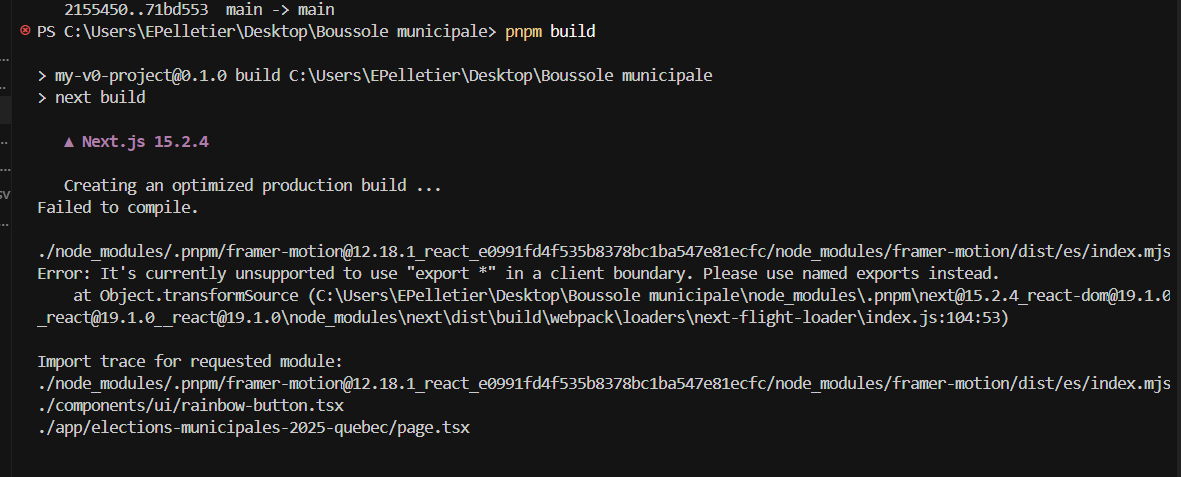 2155450..71bd553  main -> main
PS C:\Users\EPelletier\Desktop\Boussole municipale> pnpm build
> my-v0-project@0.1.0 build C:\Users\EPelletier\Desktop\Boussole municipale
> next build
▲ Next.js 15.2.4
Creating an optimized production build ...
Failed to compile.
./node_modules/.pnpm/framer-motion@12.18.1_react_e0991fd4f535b8378bc1ba547e81ecfc/node_modules/framer-motion/dist/es/index.mjs
Error: It's currently unsupported to use "export *" in a client boundary. Please use named exports instead.
at Object.transformSource (C:\Users\EPelletier\Desktop\Boussole municipale\node_modules\.pnpm\next@15.2.4_react-dom@19.1.0
_react@19.1.0__react@19.1.0\node_modules\next\dist\build\webpack\loaders\next-flight-loader\index.js:104:53)
Import trace for requested module:
./node_modules/.pnpm/framer-motion@12.18.1_react_e0991fd4f535b8378bc1ba547e81ecfc/node_modules/framer-motion/dist/es/index.mjs
./components/ui/rainbow-button.tsx
./app/elections-municipales-2025-quebec/page.tsx